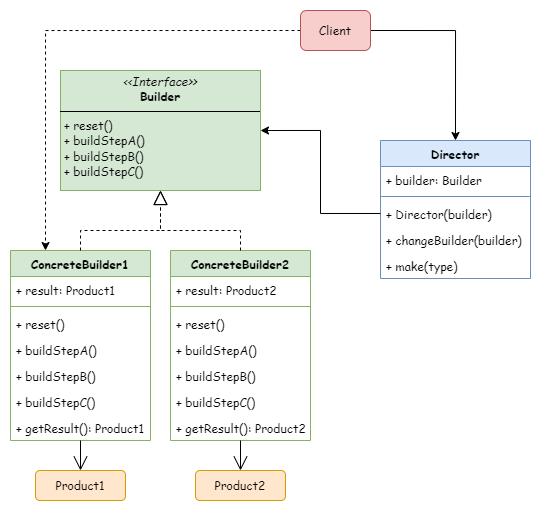 Client
<<Interface>>
Builder
+ reset()
+ buildStepA()
+ buildStepB()
+ buildStepC()
Director
+ builder: Builder
+ Director(builder)
+ changeBuilder(builder)
+ make(type)
ConcreteBuilder1
+ result: Product1
+ reset()
+ buildStepA()
+ buildStepB()
+ buildStepC()
+ getResult(): Product1
ConcreteBuilder2
+ result: Product2
+ reset()
+ buildStepA()
+ buildStepB()
+ buildStepC()
+ getResult(): Product2
Product1
Product2